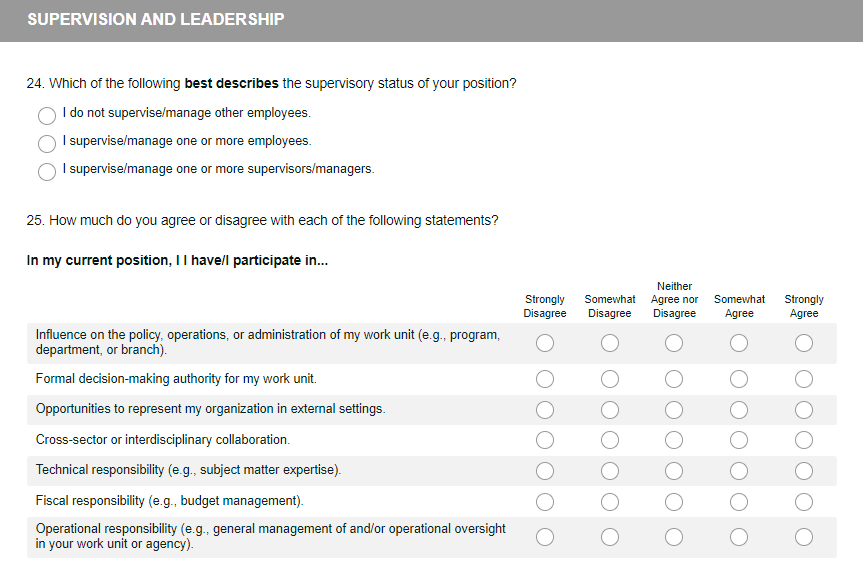 SUPERVISION AND LEADERSHIP
24. Which of the following best describes the supervisory status of your position?
I do not supervise/manage other employees.
I supervise/manage one or more employees.
I supervise/manage one or more supervisors/managers.
25. How much do you agree or disagree with each of the following statements?
In my current position, I I have/I participate in...
Strongly
Disagree
Somewhat
Disagree
Neither
Agree nor
Disagree
Somewhat
Agree
Strongly
Agree
Influence on the policy, operations, or administration of my work unit (e.g., program,
department, or branch).
Formal decision-making authority for my work unit.
Opportunities to represent my organization in external settings.
Cross-sector or interdisciplinary collaboration.
Technical responsibility (e.g., subject matter expertise).
Fiscal responsibility (e.g., budget management).
Operational responsibility (e.g., general management of and/or operational oversight
in your work unit or agency).